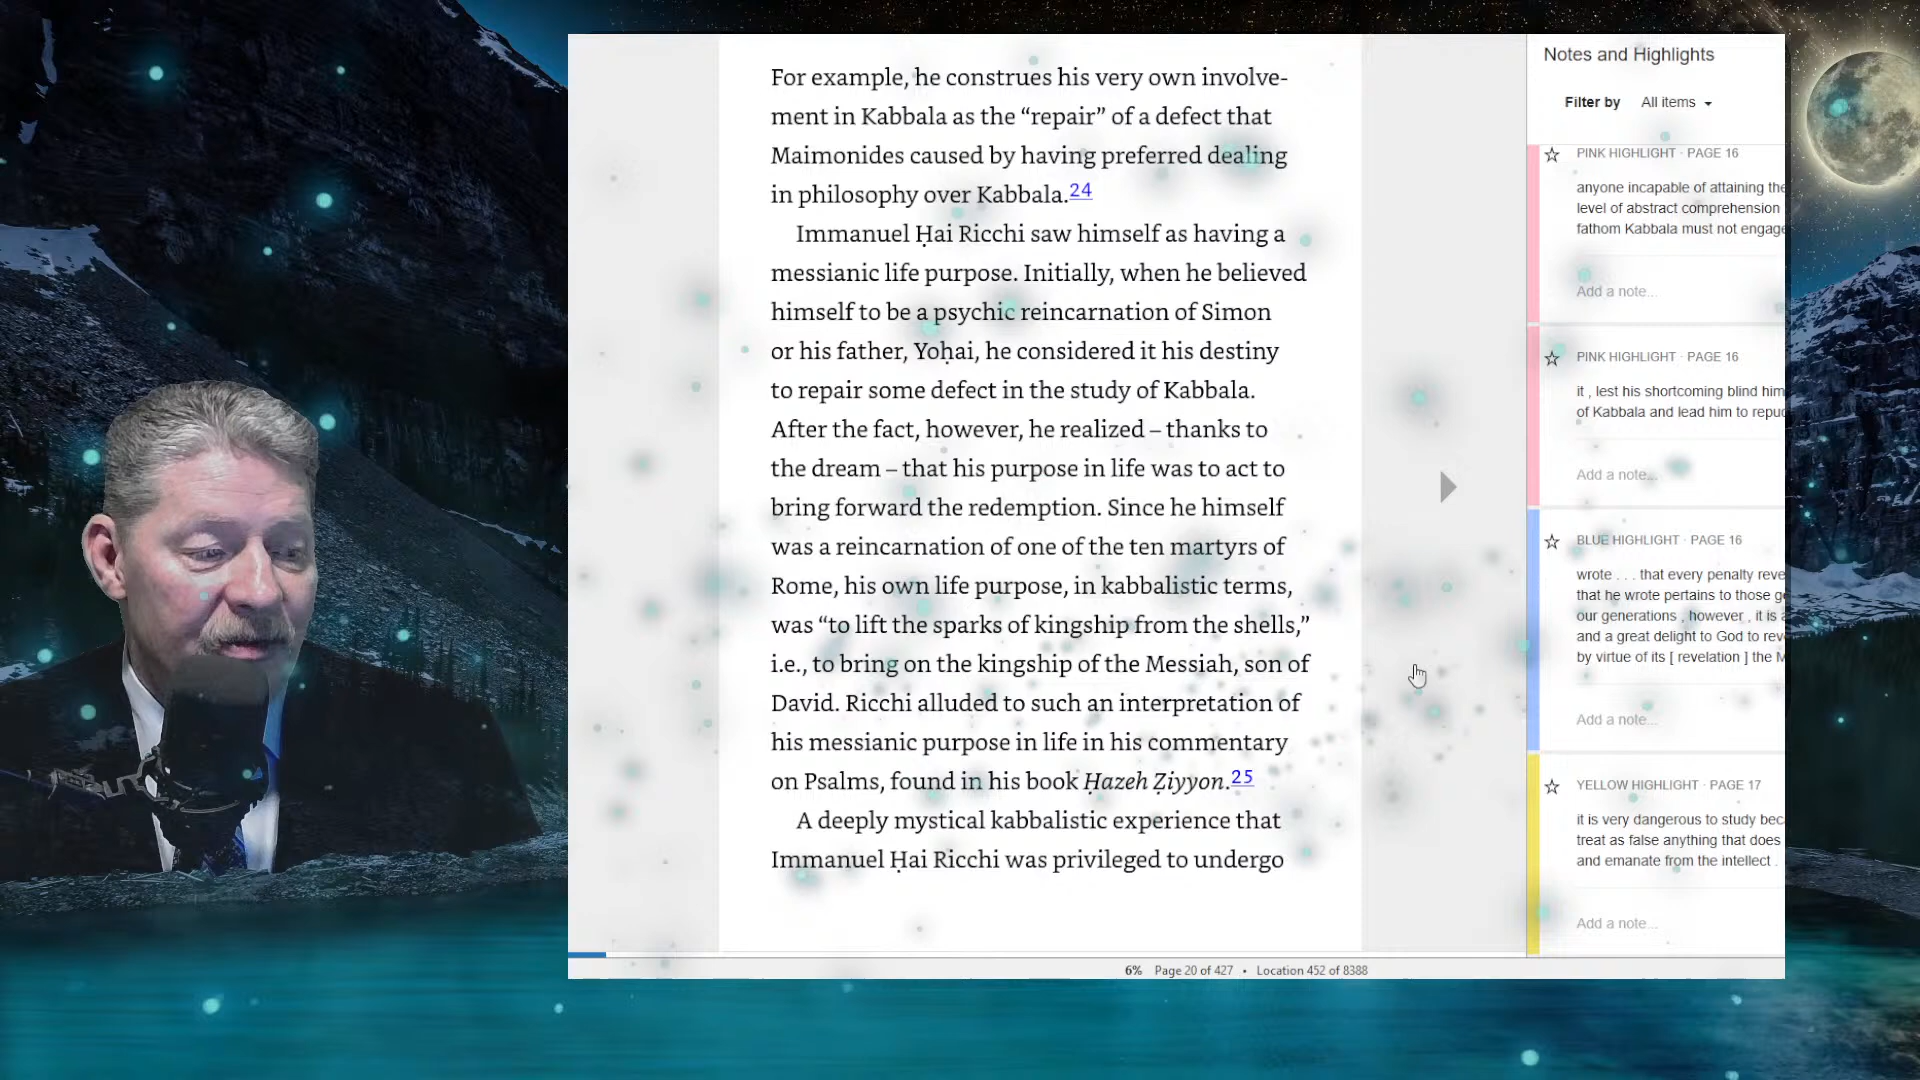 For example, he construes his very own involve-
ment in Kabbala as the “repair” of a defect that
Maimonides caused by having preferred dealing
in philosophy over Kabbala.24
Immanuel Ḥai Ricchi saw himself as having a
messianic life purpose. Initially, when he believed
himself to be a psychic reincarnation of Simon
or his father, Yoḥai, he considered it his destiny
to repair some defect in the study of Kabbala.
After the fact, however, he realized – thanks to
the dream – that his purpose in life was to act to
bring forward the redemption. Since he himself
was a reincarnation of one of the ten martyrs of
Rome, his own life purpose, in kabbalistic terms,
was “to lift the sparks of kingship from the shells,”
i.e., to bring on the kingship of the Messiah, son of
David. Ricchi alluded to such an interpretation of
his messianic purpose in life in his commentary
on Psalms, found in his book Ḥazeh Ẓiyyon.25
A deeply mystical kabbalistic experience that
Immanuel Ḥai Ricchi was privileged to undergo
6% Page 20 of 427 • Location 452 of 8388
Notes and Highlights
Filter by All items
PINK HIGHLIGHT · PAGE 16
anyone incapable of attaining the
level of abstract comprehension
fathom Kabbala must not engage
Add a note...
PINK HIGHLIGHT · PAGE 16
it , lest his shortcoming blind him
of Kabbala and lead him to repu
Add a note...
BLUE HIGHLIGHT · PAGE 16
wrote . . . that every penalty reve
that he wrote pertains to those g
our generations , however , it is a
and a great delight to God to rev
by virtue of its [ revelation ] the M
Add a note...
YELLOW HIGHLIGHT · PAGE 17
it is very dangerous to study bec
treat as false anything that does
and emanate from the intellect .
Add a note...